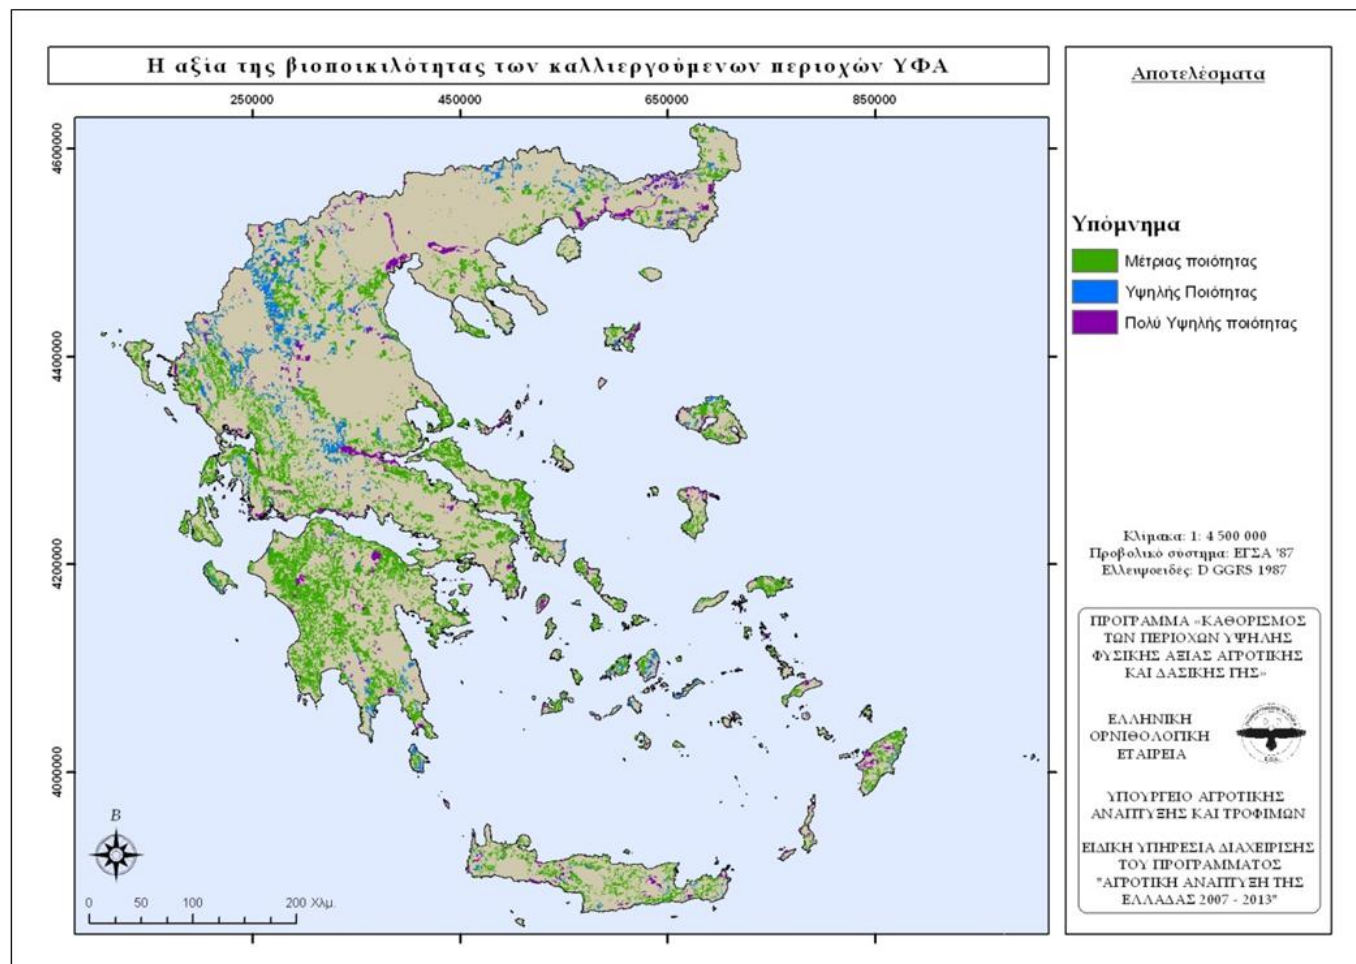 Η αξία της βιοποικιλότητας των καλλιεργούμενων περιοχών ΥΦΑ
250000
450000
650000
850000
4600000
4400000
4200000
4000000
Β
0 50 100 200 Χλμ.
Αποτελέσματα
Υπόμνημα
Μέτριας ποιότητας
Υψηλής Ποιότητας
Πολύ Υψηλής ποιότητας
Κλίμακα: 1: 4 500 000
Προβολικό σύστημα: ΕΓΣΑ '87
Ελλειψοειδές: D GGRS 1987
ΠΡΟΓΡΑΜΜΑ «ΚΑΘΟΡΙΣΜΟΣ
ΤΩΝ ΠΕΡΙΟΧΩΝ ΥΨΗΛΗΣ
ΦΥΣΙΚΗΣ ΑΞΙΑΣ ΑΓΡΟΤΙΚΗΣ
ΚΑΙ ΔΑΣΙΚΗΣ ΓΗΣ»
ΕΛΛΗΝΙΚΗ
ΟΡΝΙΘΟΛΟΓΙΚΗ
ΕΤΑΙΡΕΙΑ
ΥΠΟΥΡΓΕΙΟ ΑΓΡΟΤΙΚΗΣ
ΑΝΑΠΤΥΞΗΣ ΚΑΙ ΤΡΟΦΙΜΩΝ
ΕΙΔΙΚΗ ΥΠΗΡΕΣΙΑ ΔΙΑΧΕΙΡΙΣΗΣ
ΤΟΥ ΠΡΟΓΡΑΜΜΑΤΟΣ
"ΑΓΡΟΤΙΚΗ ΑΝΑΠΤΥΞΗ ΤΗΣ
ΕΛΛΑΔΑΣ 2007 - 2013"